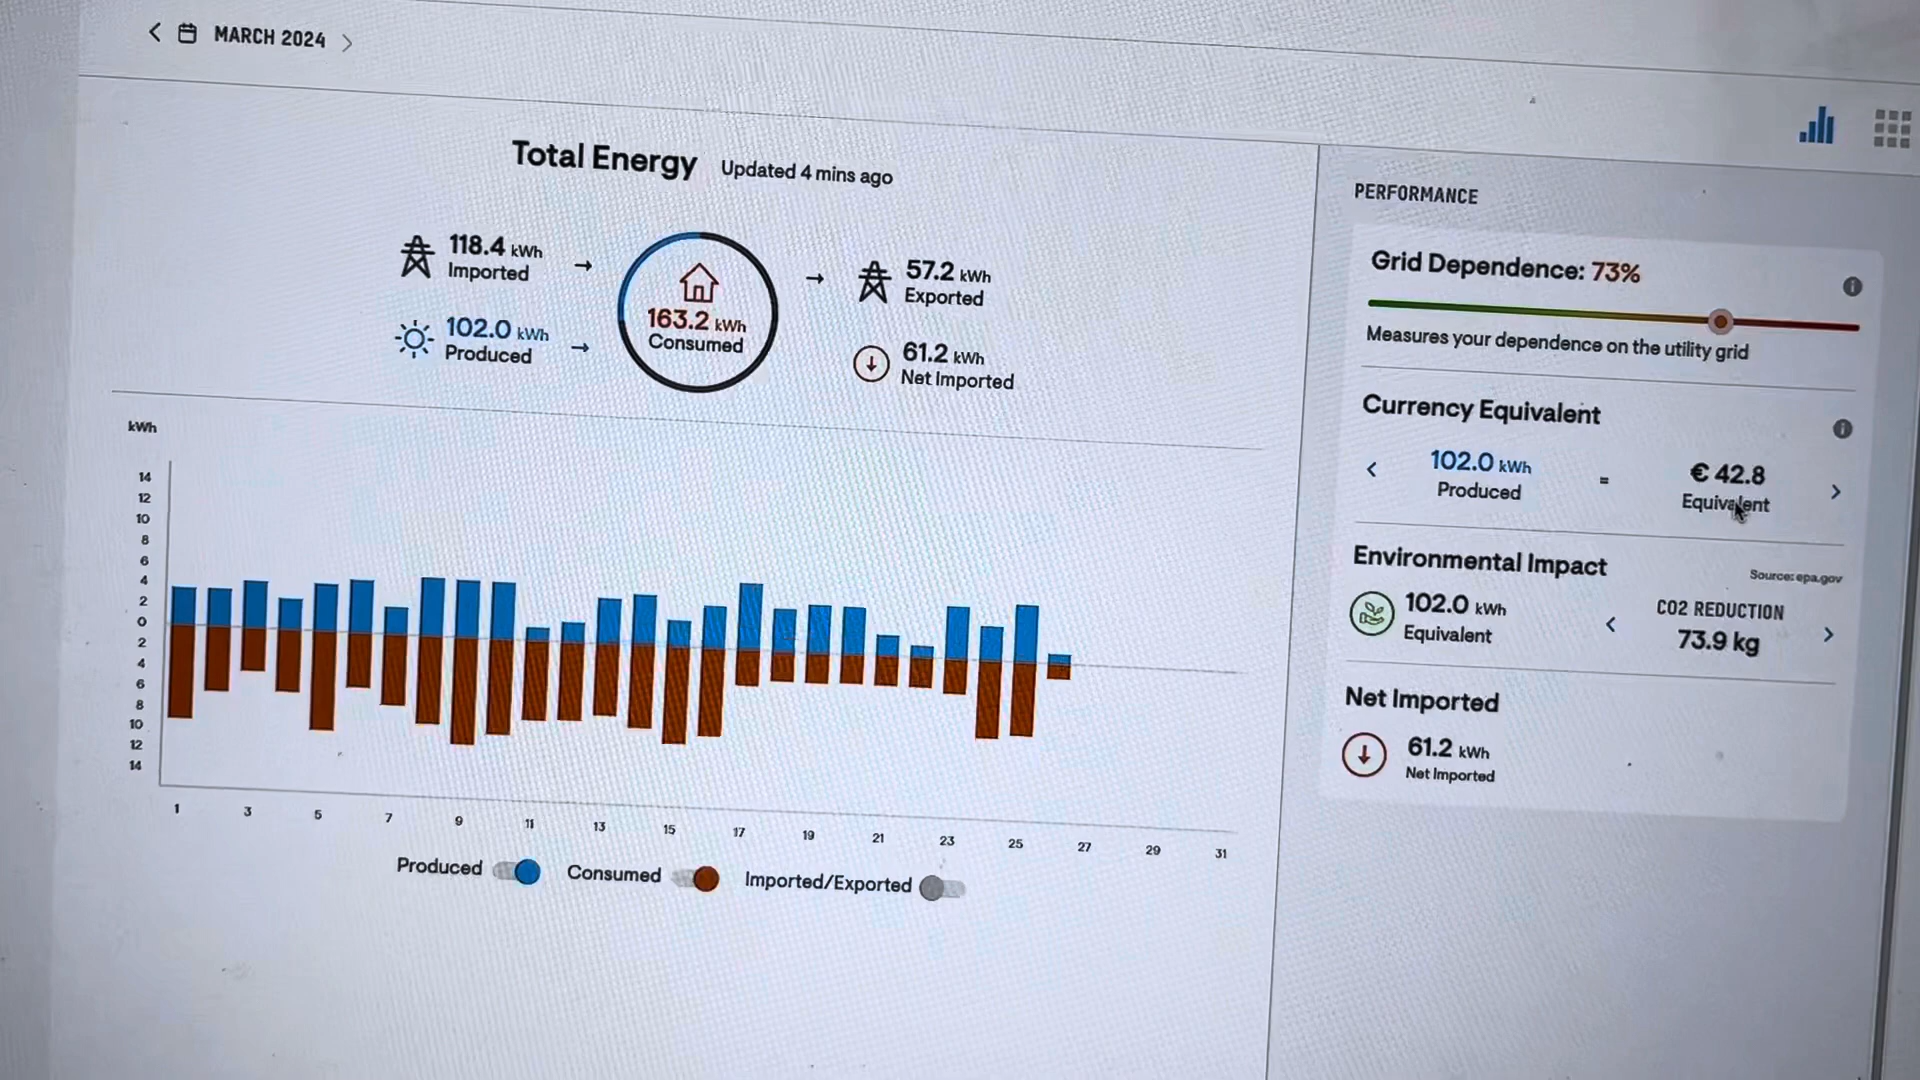 MARCH 2024
Total Energy Updated 4 mins ago
118.4 kWh
Imported
102.0 kWh
Produced
163.2 kWh
Consumed
57.2 kWh
Exported
61.2 kWh
Net Imported
kWh
14
12
10
8
6
4
2
0
2
4
6
8
10
12
14
1 3 5 7 9 11 13 15 17 19 21 23 25 27 29 31
Produced Consumed Imported/Exported
PERFORMANCE
Grid Dependence: 73%
Measures your dependence on the utility grid
Currency Equivalent
102.0 kWh = € 42.8
Produced Equivalent
Environmental Impact
Source: epa.gov
102.0 kWh
Equivalent
CO2 REDUCTION
73.9 kg
Net Imported
61.2 kWh
Net Imported